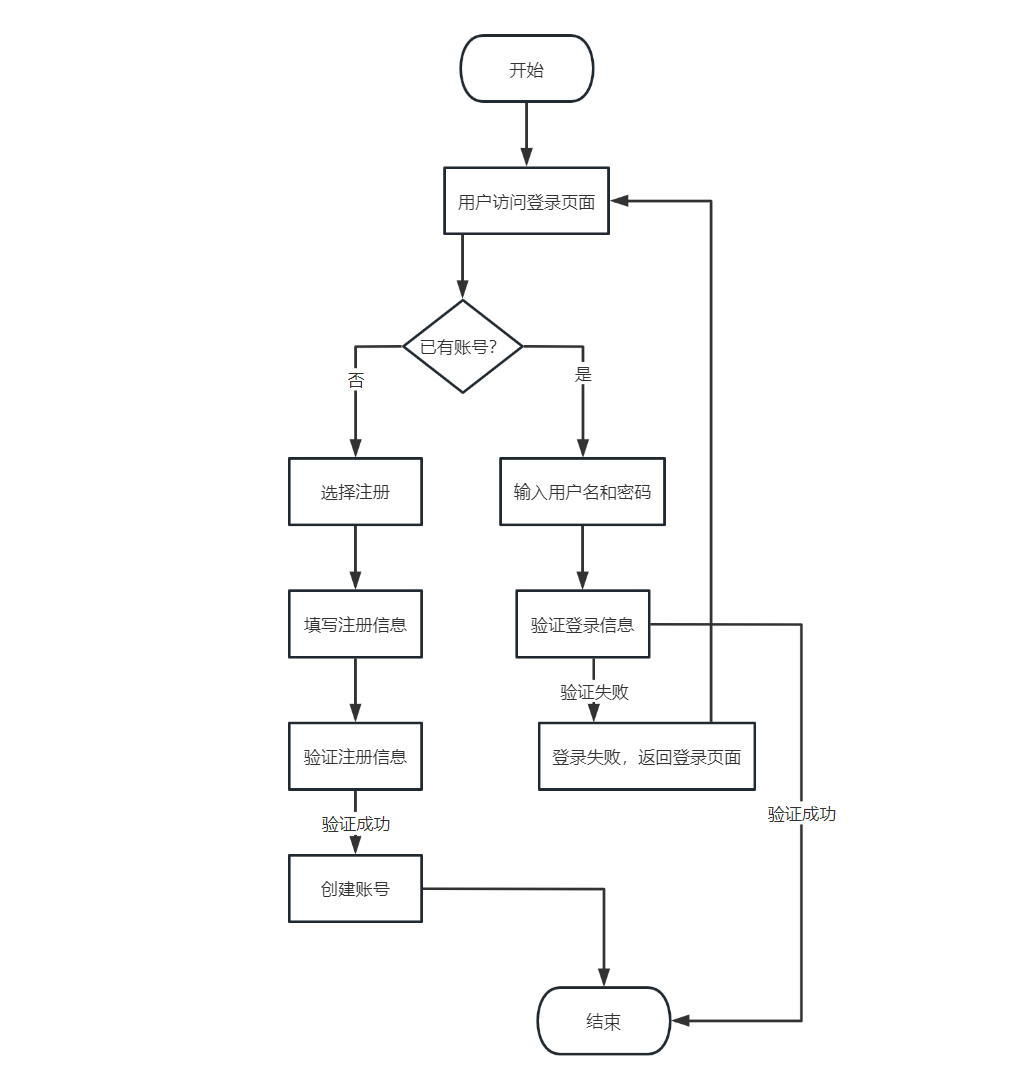 开始
用户访问登录页面
已有账号？
否
是
选择注册
输入用户名和密码
填写注册信息
验证登录信息
验证失败
验证注册信息
登录失败，返回登录页面
验证成功
验证成功
创建账号
结束